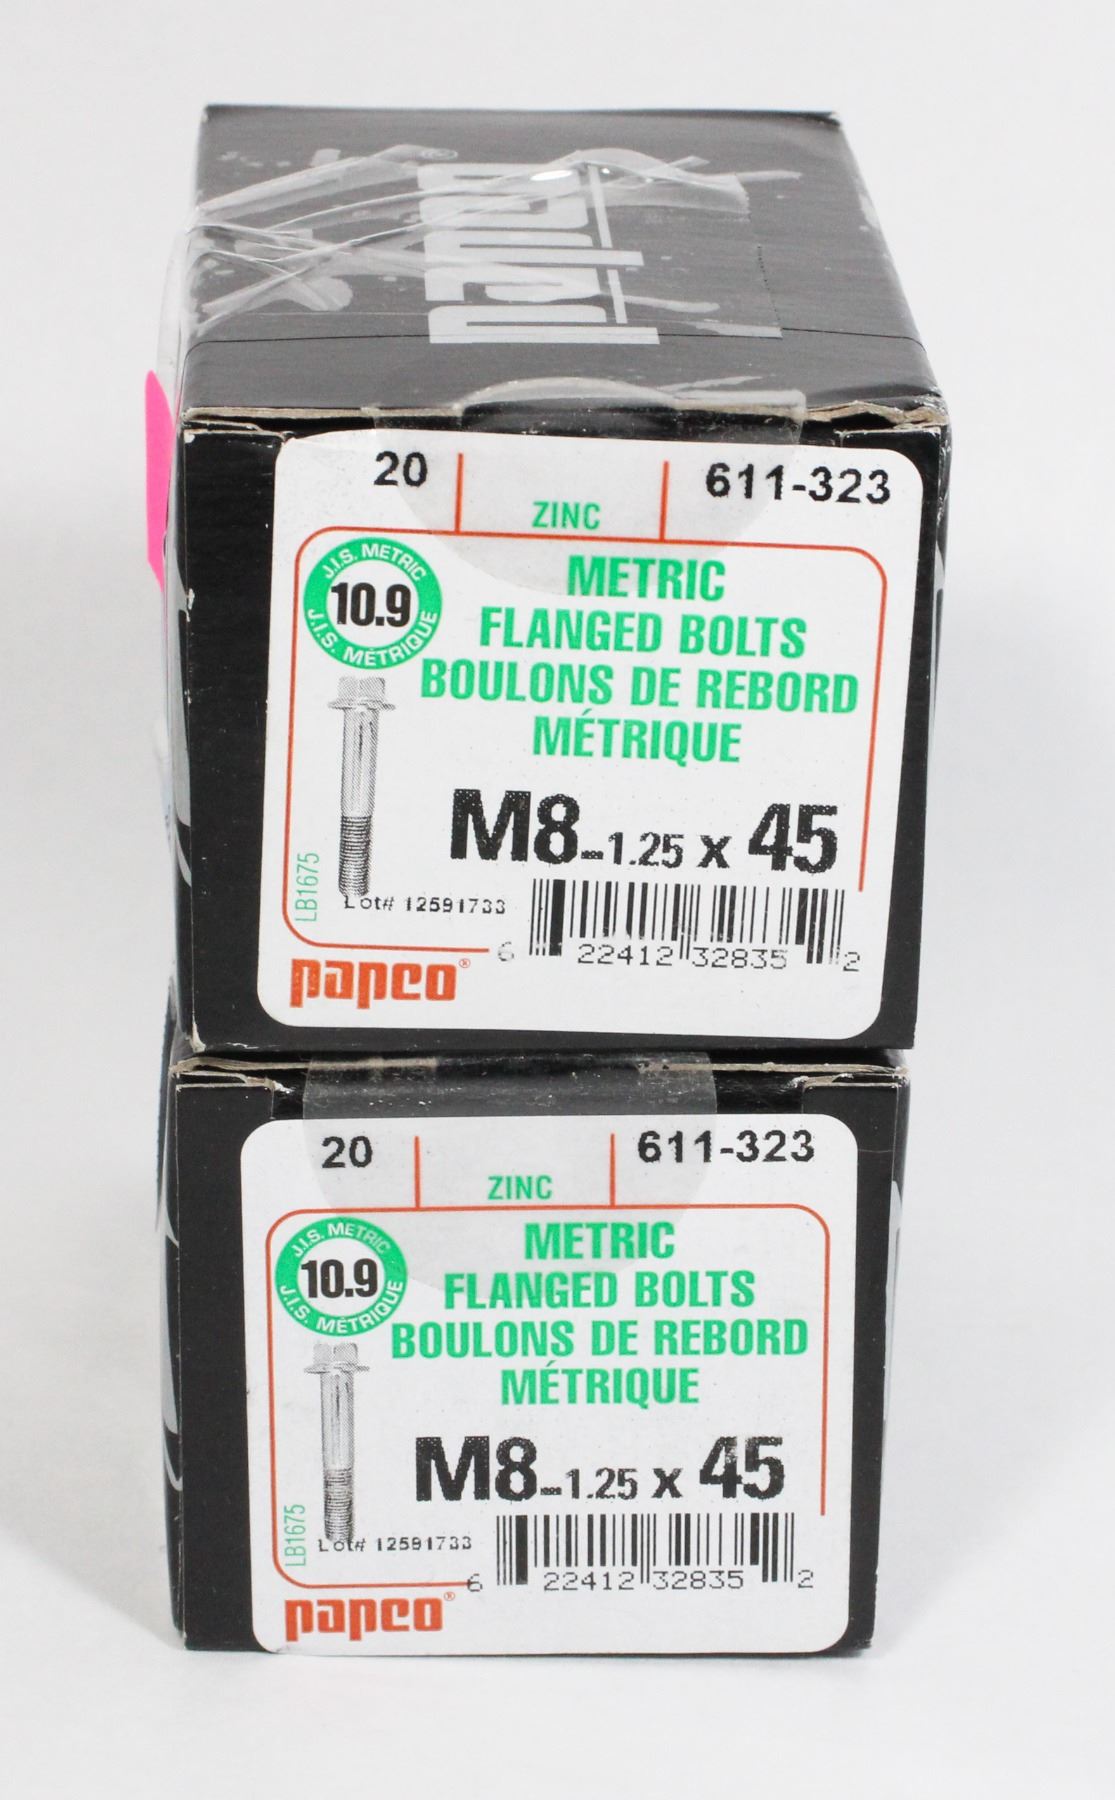 papco
20 611-323
ZINC
J.I.S. METRIC
10.9
J.I.S. MÉTRIQUE
METRIC
FLANGED BOLTS
BOULONS DE REBORD
MÉTRIQUE
M8-1.25 x 45
LB1675
Lot# 12591733
6 22412 32835 2
papco®
20 611-323
ZINC
J.I.S. METRIC
10.9
J.I.S. MÉTRIQUE
METRIC
FLANGED BOLTS
BOULONS DE REBORD
MÉTRIQUE
M8-1.25 x 45
LB1675
Lot# 12591733
6 22412 32835 2
papco®